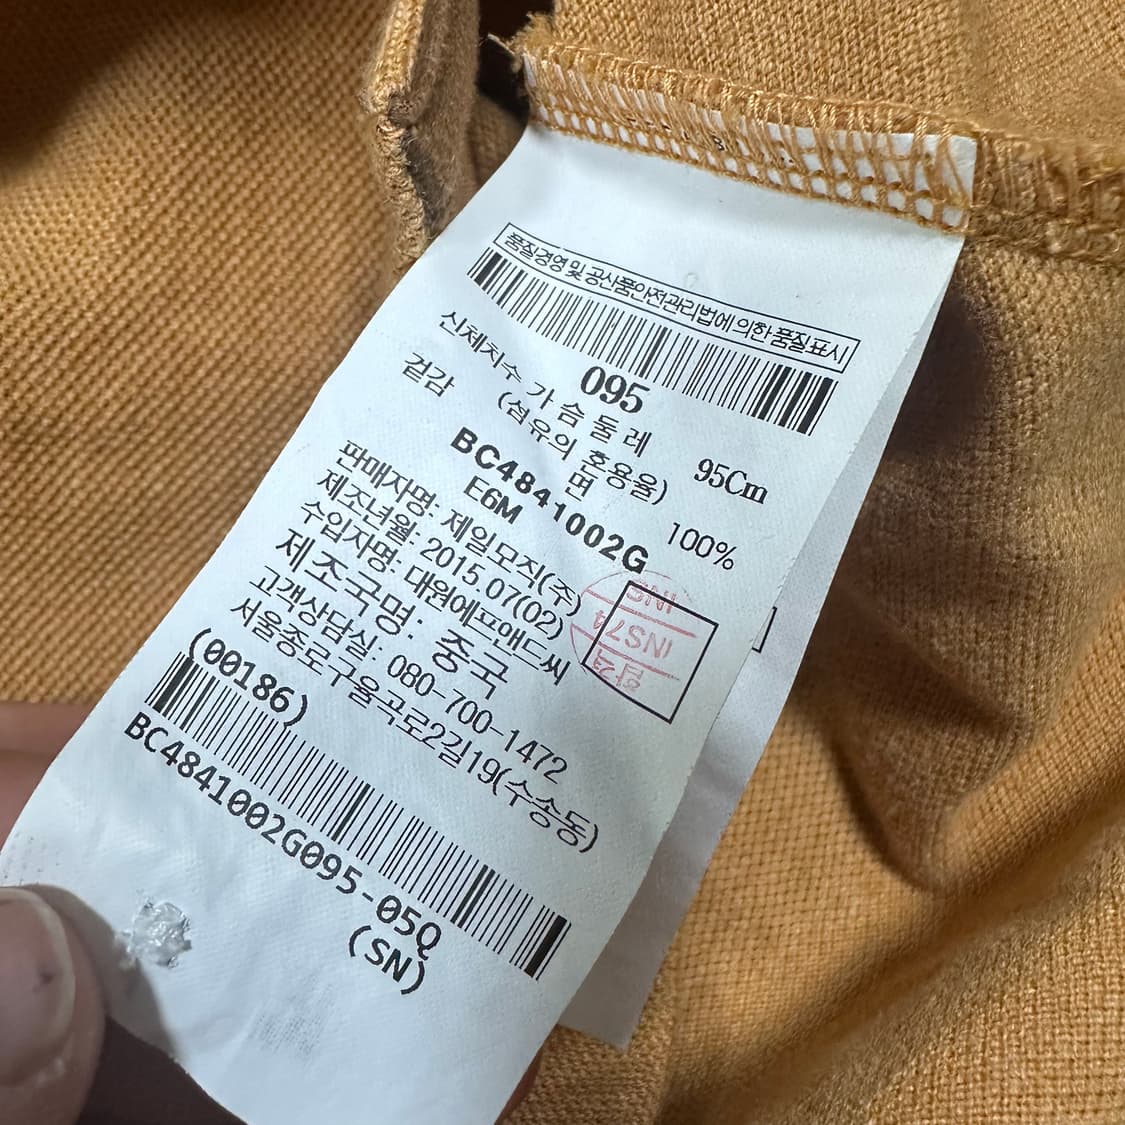 품질경영 및 공산품안전관리법에 의한 품질표시
095
신체치수 가슴둘레 95Cm
겉감 (섬유의 혼용율)
면 100%
BC4841002G
E6M
판매자명: 제일모직(주)
제조년월: 2015.07(02)
수입자명: 대원에프앤드씨
제조국명: 중국
고객상담실: 080-700-1472
서울종로구율곡로2길19(수송동)
(00186)
BC4841002G095-05Q
(SN)
INS74
합격